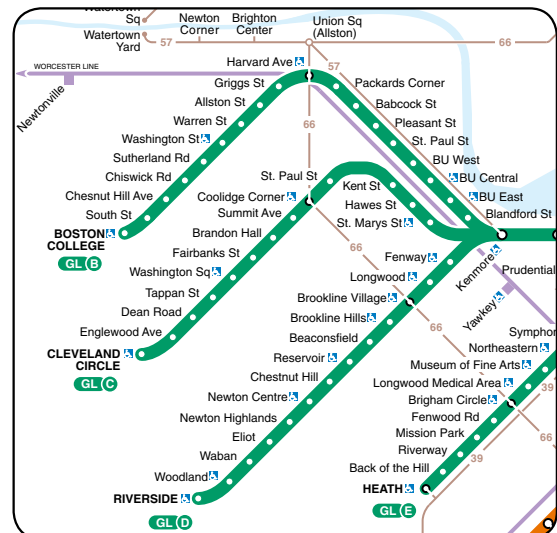 Watertown
Sq
Watertown
Yard
Newton
Corner
Brighton
Center
Union Sq
(Allston)
57
66
WORCESTER LINE
Newtonville
Harvard Ave
57
Griggs St
Packards Corner
Allston St
Babcock St
Warren St
66
Pleasant St
Washington St
St. Paul St
Sutherland Rd
BU West
Chiswick Rd
BU Central
Chesnut Hill Ave
BU East
South St
Blandford St
BOSTON
COLLEGE
GL B
St. Paul St
Kent St
Coolidge Corner
Hawes St
Summit Ave
St. Marys St
Brandon Hall
Fairbanks St
Washington Sq
Tappan St
Dean Road
Englewood Ave
CLEVELAND
CIRCLE
GL C
Kenmore
Yawkey
Prudential
66
Fenway
Longwood
Brookline Village
Brookline Hills
66
Beaconsfield
Reservoir
Chestnut Hill
Newton Centre
Newton Highlands
Eliot
Waban
Woodland
RIVERSIDE
GL D
Symphon
Northeastern
Museum of Fine Arts
Longwood Medical Area
39
Brigham Circle
Fenwood Rd
66
Mission Park
Riverway
39
Back of the Hill
HEATH
GL E